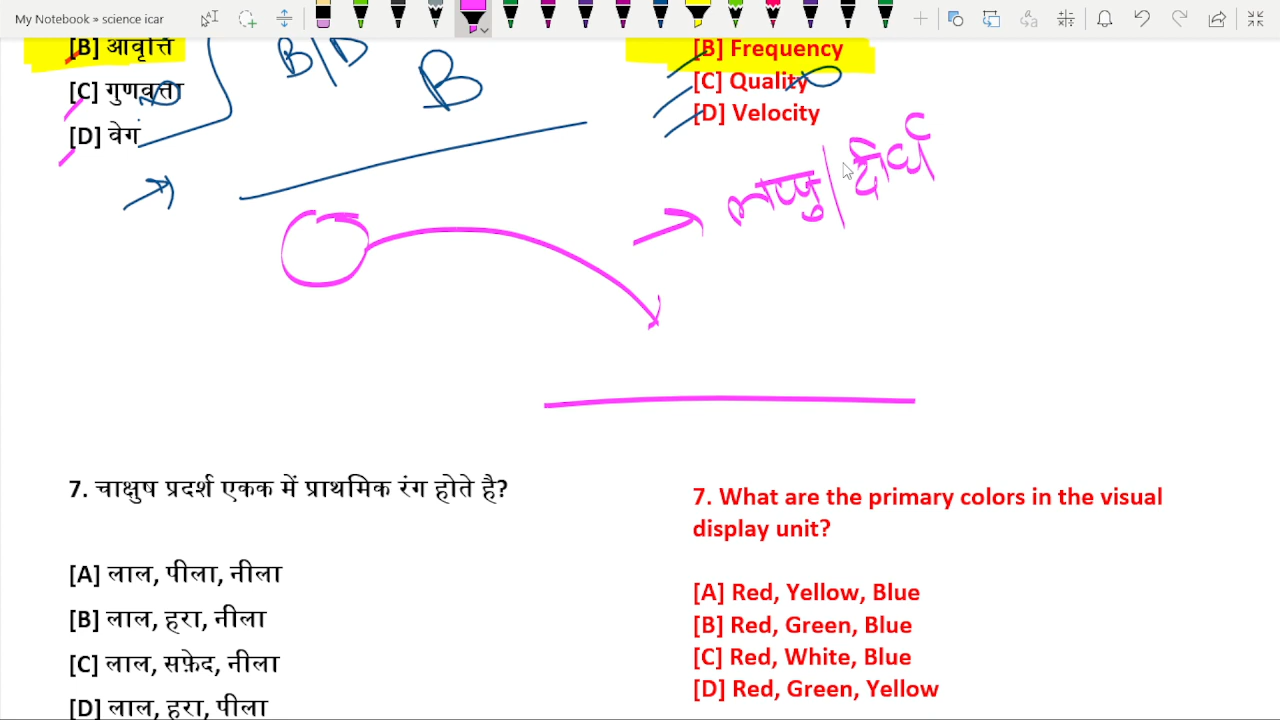 My Notebook » science icar
[B] आवृत्ति
[C] गुणवत्ता
[D] वेग
B/D
B
[B] Frequency
[C] Quality
[D] Velocity
7. चाक्षुष प्रदर्श एकक में प्राथमिक रंग होते है?
[A] लाल, पीला, नीला
[B] लाल, हरा, नीला
[C] लाल, सफ़ेद, नीला
[D] लाल, हरा, पीला
7. What are the primary colors in the visual
display unit?
[A] Red, Yellow, Blue
[B] Red, Green, Blue
[C] Red, White, Blue
[D] Red, Green, Yellow